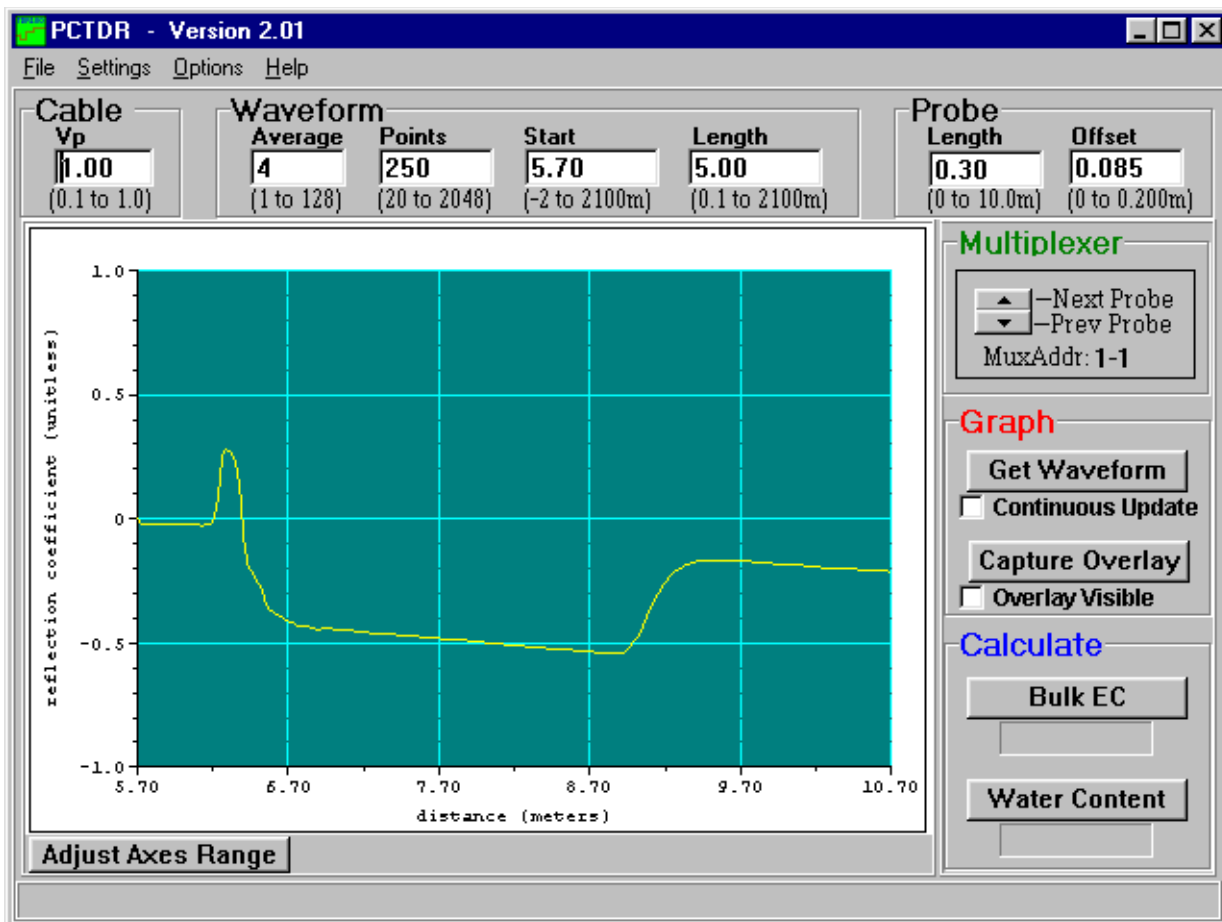 PCTDR - Version 2.01
File Settings Options Help
Cable
Vp
1.00
(0.1 to 1.0)
Waveform
Average Points Start Length
4 250 5.70 5.00
(1 to 128) (20 to 2048) (-2 to 2100m) (0.1 to 2100m)
Probe
Length Offset
0.30 0.085
(0 to 10.0m) (0 to 0.200m)
reflection coefficient (unitless)
1.0
0.5
0
-0.5
-1.0
5.70 6.70 7.70 8.70 9.70 10.70
distance (meters)
Adjust Axes Range
Multiplexer
Next Probe
Prev Probe
MuxAddr: 1-1
Graph
Get Waveform
Continuous Update
Capture Overlay
Overlay Visible
Calculate
Bulk EC
Water Content